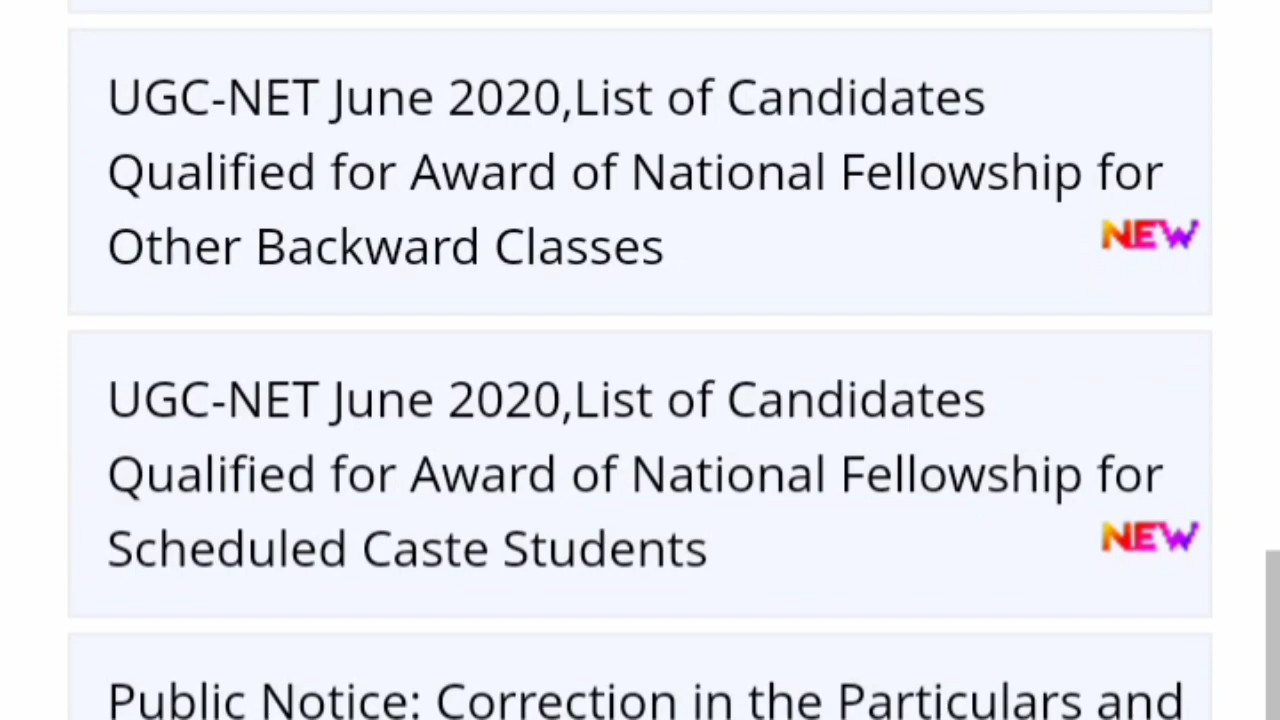 UGC-NET June 2020,List of Candidates
Qualified for Award of National Fellowship for
Other Backward Classes
NEW
UGC-NET June 2020,List of Candidates
Qualified for Award of National Fellowship for
Scheduled Caste Students
NEW
Public Notice: Correction in the Particulars and